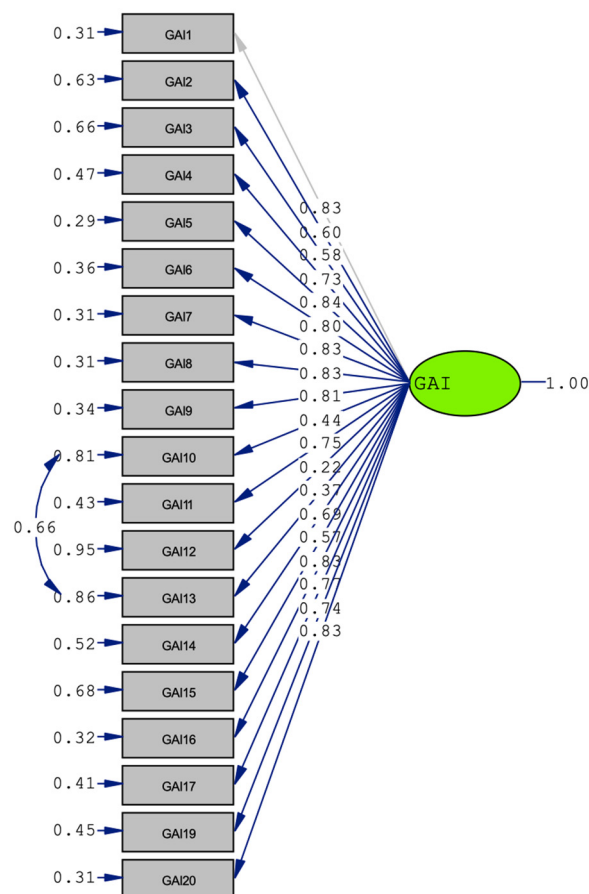 0.31 GAI1
0.63 GAI2
0.66 GAI3
0.47 GAI4
0.29 GAI5
0.36 GAI6
0.31 GAI7
0.31 GAI8
0.34 GAI9
0.81 GAI10
0.43 GAI11
0.95 GAI12
0.86 GAI13
0.52 GAI14
0.68 GAI15
0.32 GAI16
0.41 GAI17
0.45 GAI19
0.31 GAI20
0.66
0.83
0.60
0.58
0.73
0.84
0.80
0.83
0.83
0.81
0.44
0.75
0.22
0.37
0.69
0.57
0.83
0.77
0.74
0.83
GAI
1.00